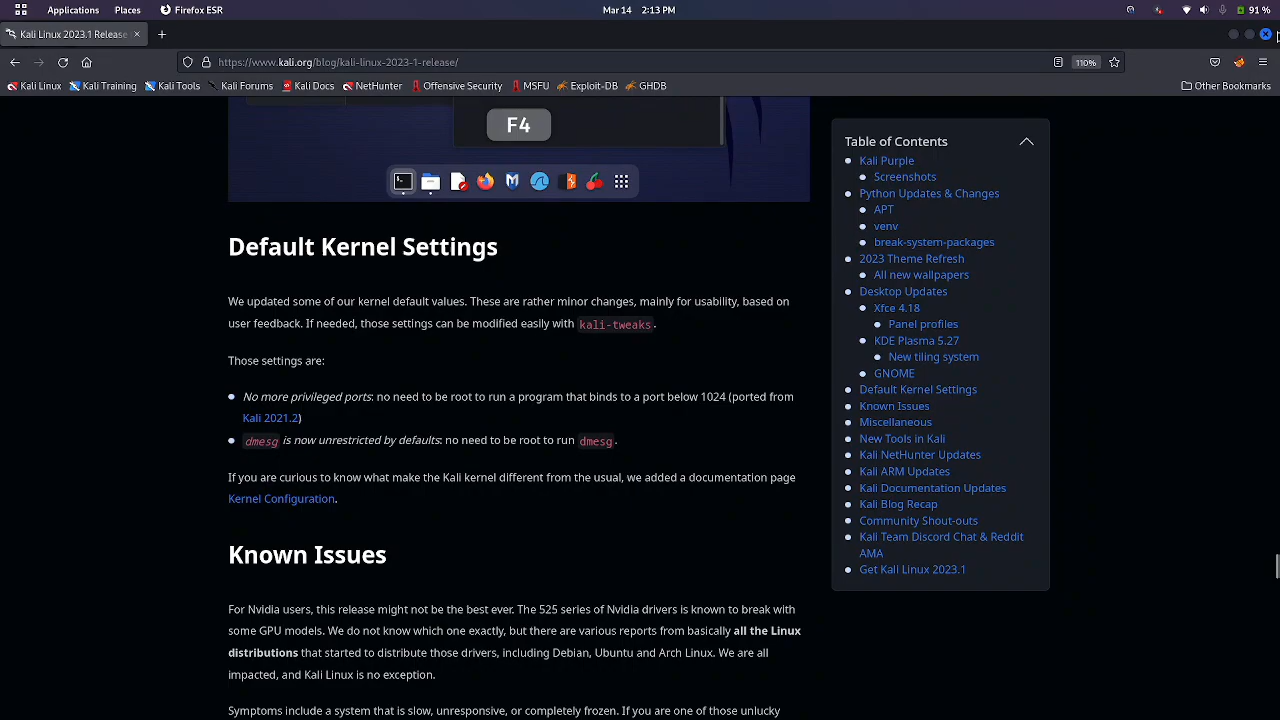 Applications Places Firefox ESR Mar 14 2:13 PM 91 %
Kali Linux 2023.1 Release
https://www.kali.org/blog/kali-linux-2023-1-release/ 110%
Kali Linux Kali Training Kali Tools Kali Forums Kali Docs NetHunter Offensive Security MSFU Exploit-DB GHDB Other Bookmarks
F4
Default Kernel Settings
We updated some of our kernel default values. These are rather minor changes, mainly for usability, based on
user feedback. If needed, those settings can be modified easily with kali-tweaks.
Those settings are:
No more privileged ports: no need to be root to run a program that binds to a port below 1024 (ported from
Kali 2021.2)
dmesg is now unrestricted by defaults: no need to be root to run dmesg.
If you are curious to know what make the Kali kernel different from the usual, we added a documentation page
Kernel Configuration.
Known Issues
For Nvidia users, this release might not be the best ever. The 525 series of Nvidia drivers is known to break with
some GPU models. We do not know which one exactly, but there are various reports from basically all the Linux
distributions that started to distribute those drivers, including Debian, Ubuntu and Arch Linux. We are all
impacted, and Kali Linux is no exception.
Symptoms include a system that is slow, unresponsive, or completely frozen. If you are one of those unlucky
Table of Contents
Kali Purple
Screenshots
Python Updates & Changes
APT
venv
break-system-packages
2023 Theme Refresh
All new wallpapers
Desktop Updates
Xfce 4.18
Panel profiles
KDE Plasma 5.27
New tiling system
GNOME
Default Kernel Settings
Known Issues
Miscellaneous
New Tools in Kali
Kali NetHunter Updates
Kali ARM Updates
Kali Documentation Updates
Kali Blog Recap
Community Shout-outs
Kali Team Discord Chat & Reddit
AMA
Get Kali Linux 2023.1